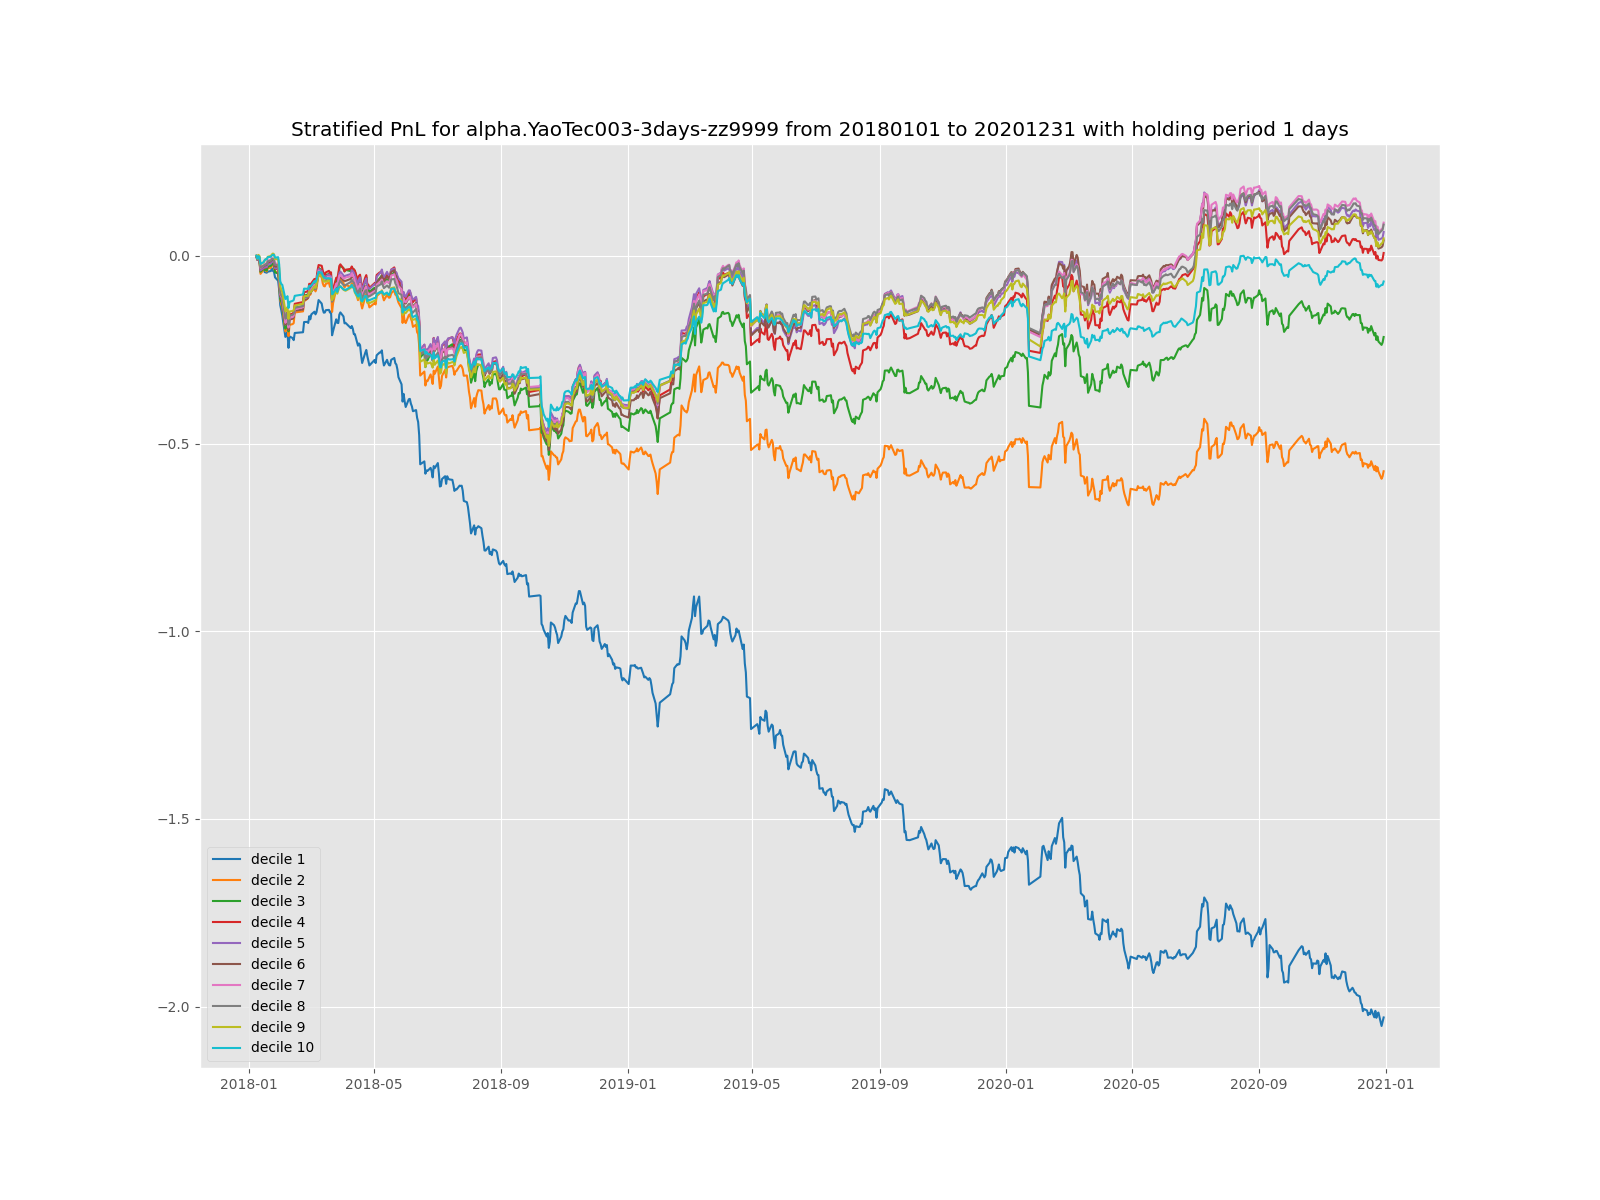 Stratified PnL for alpha.YaoTec003-3days-zz9999 from 20180101 to 20201231 with holding period 1 days
0.0
−0.5
−1.0
−1.5
−2.0
decile 1
decile 2
decile 3
decile 4
decile 5
decile 6
decile 7
decile 8
decile 9
decile 10
2018-01 2018-05 2018-09 2019-01 2019-05 2019-09 2020-01 2020-05 2020-09 2021-01